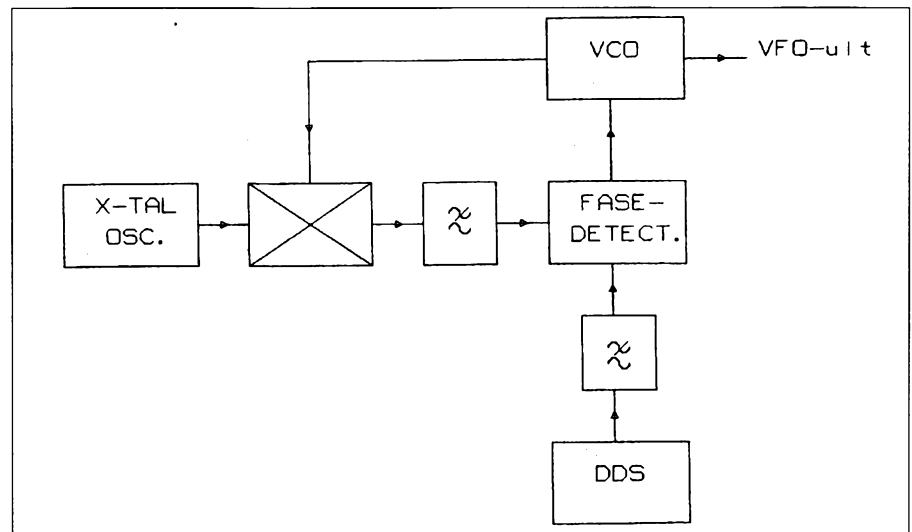 VCO
VFO-uit
X-TAL
OSC.
FASE-
DETECT.
DDS